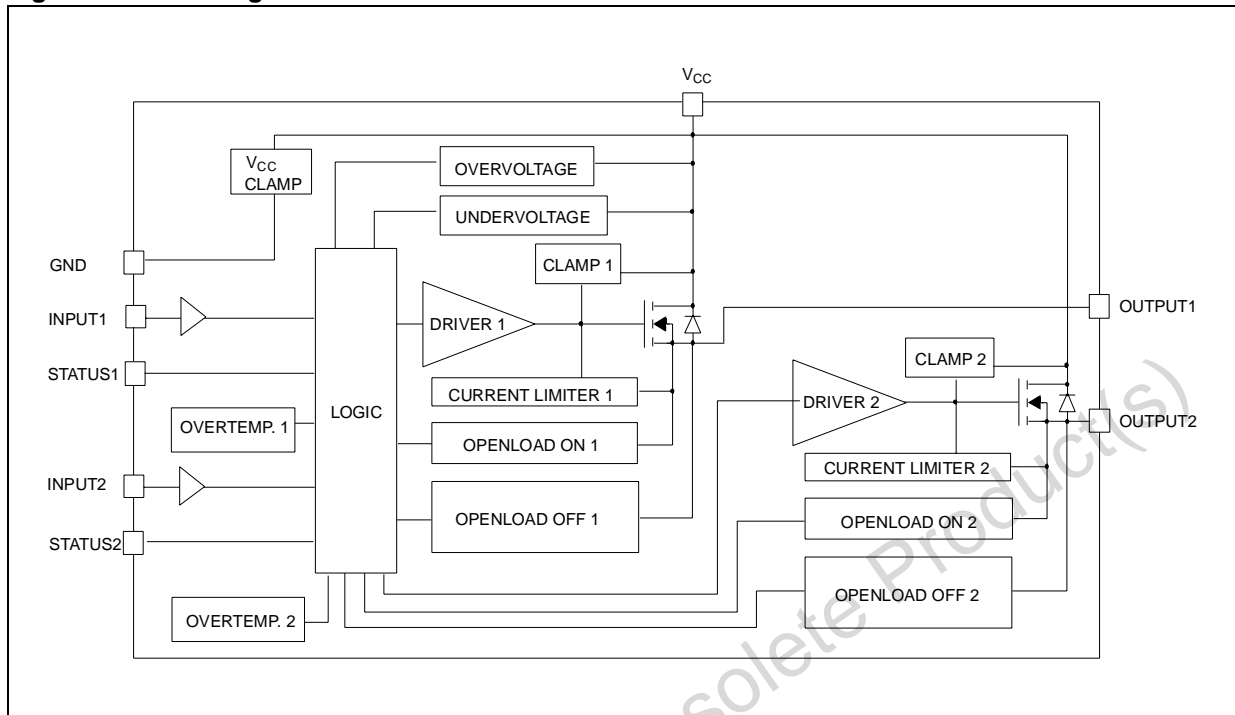 VCC
VCC
CLAMP
OVERVOLTAGE
UNDERVOLTAGE
GND
CLAMP 1
INPUT1
OUTPUT1
DRIVER 1
STATUS1
CLAMP 2
CURRENT LIMITER 1
LOGIC
DRIVER 2
OVERTEMP. 1
OUTPUT2
OPENLOAD ON 1
CURRENT LIMITER 2
INPUT2
OPENLOAD OFF 1
OPENLOAD ON 2
STATUS2
OPENLOAD OFF 2
OVERTEMP. 2
solete Product(s)